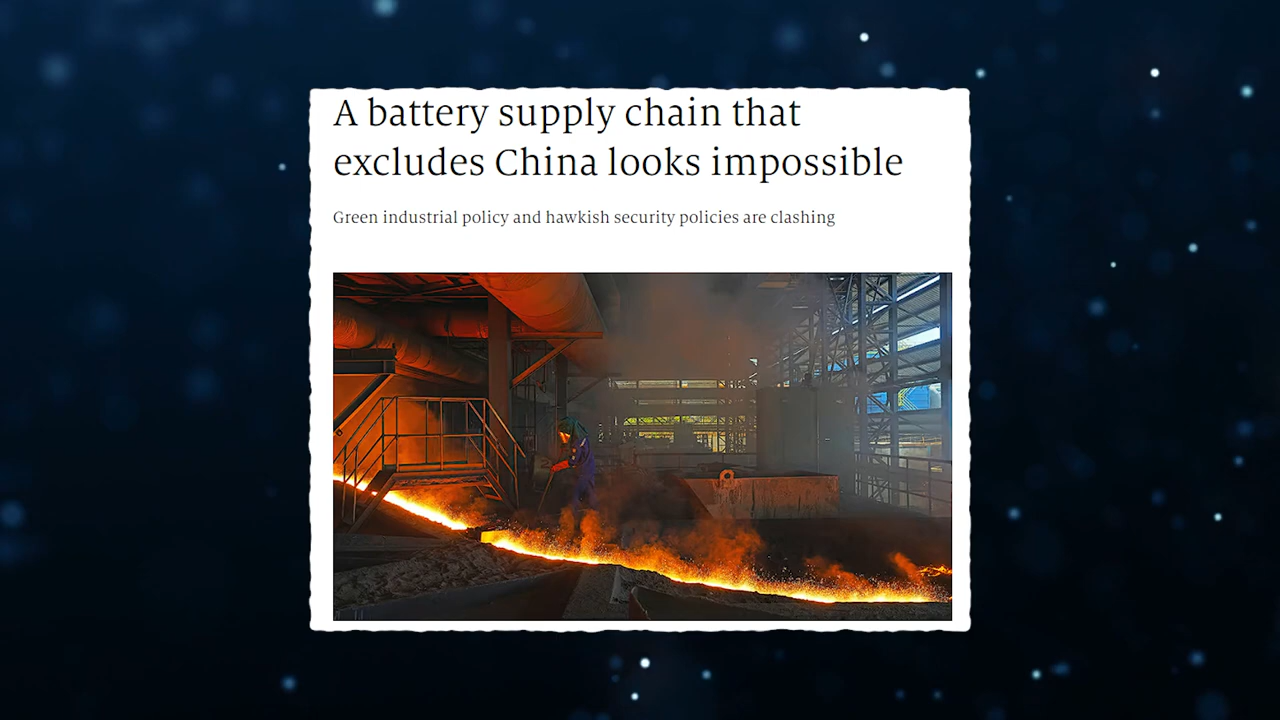 A battery supply chain that
excludes China looks impossible
Green industrial policy and hawkish security policies are clashing